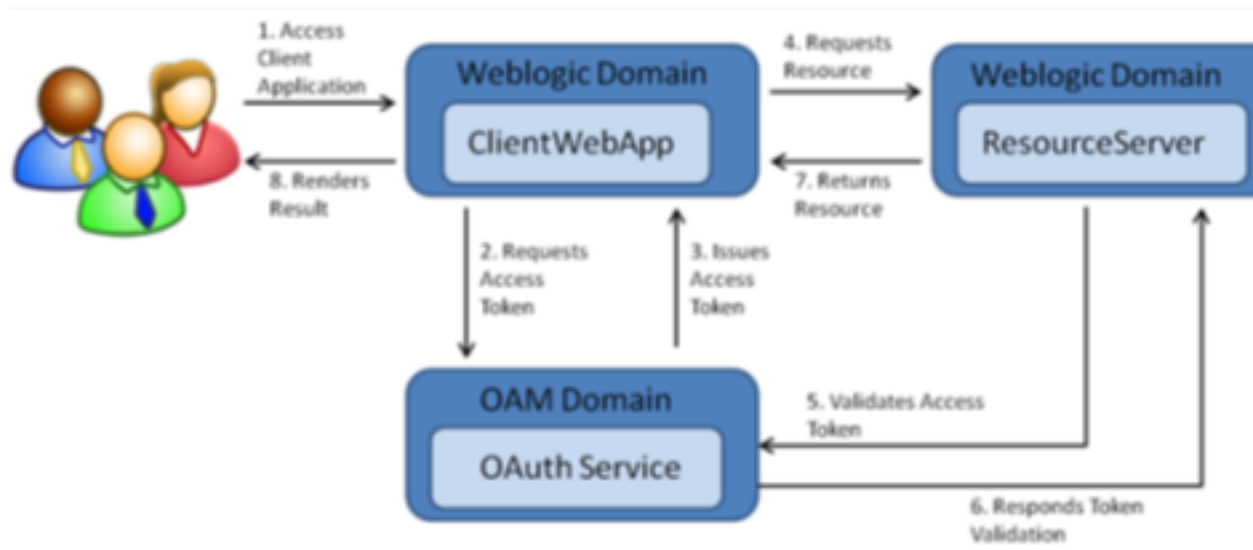 1. Access
Client
Application
Weblogic Domain
ClientWebApp
4. Requests
Resource
Weblogic Domain
ResourceServer
8. Renders
Result
7. Returns
Resource
2. Requests
Access
Token
3. Issues
Access
Token
OAM Domain
OAuth Service
5. Validates Access
Token
6. Responds Token
Validation